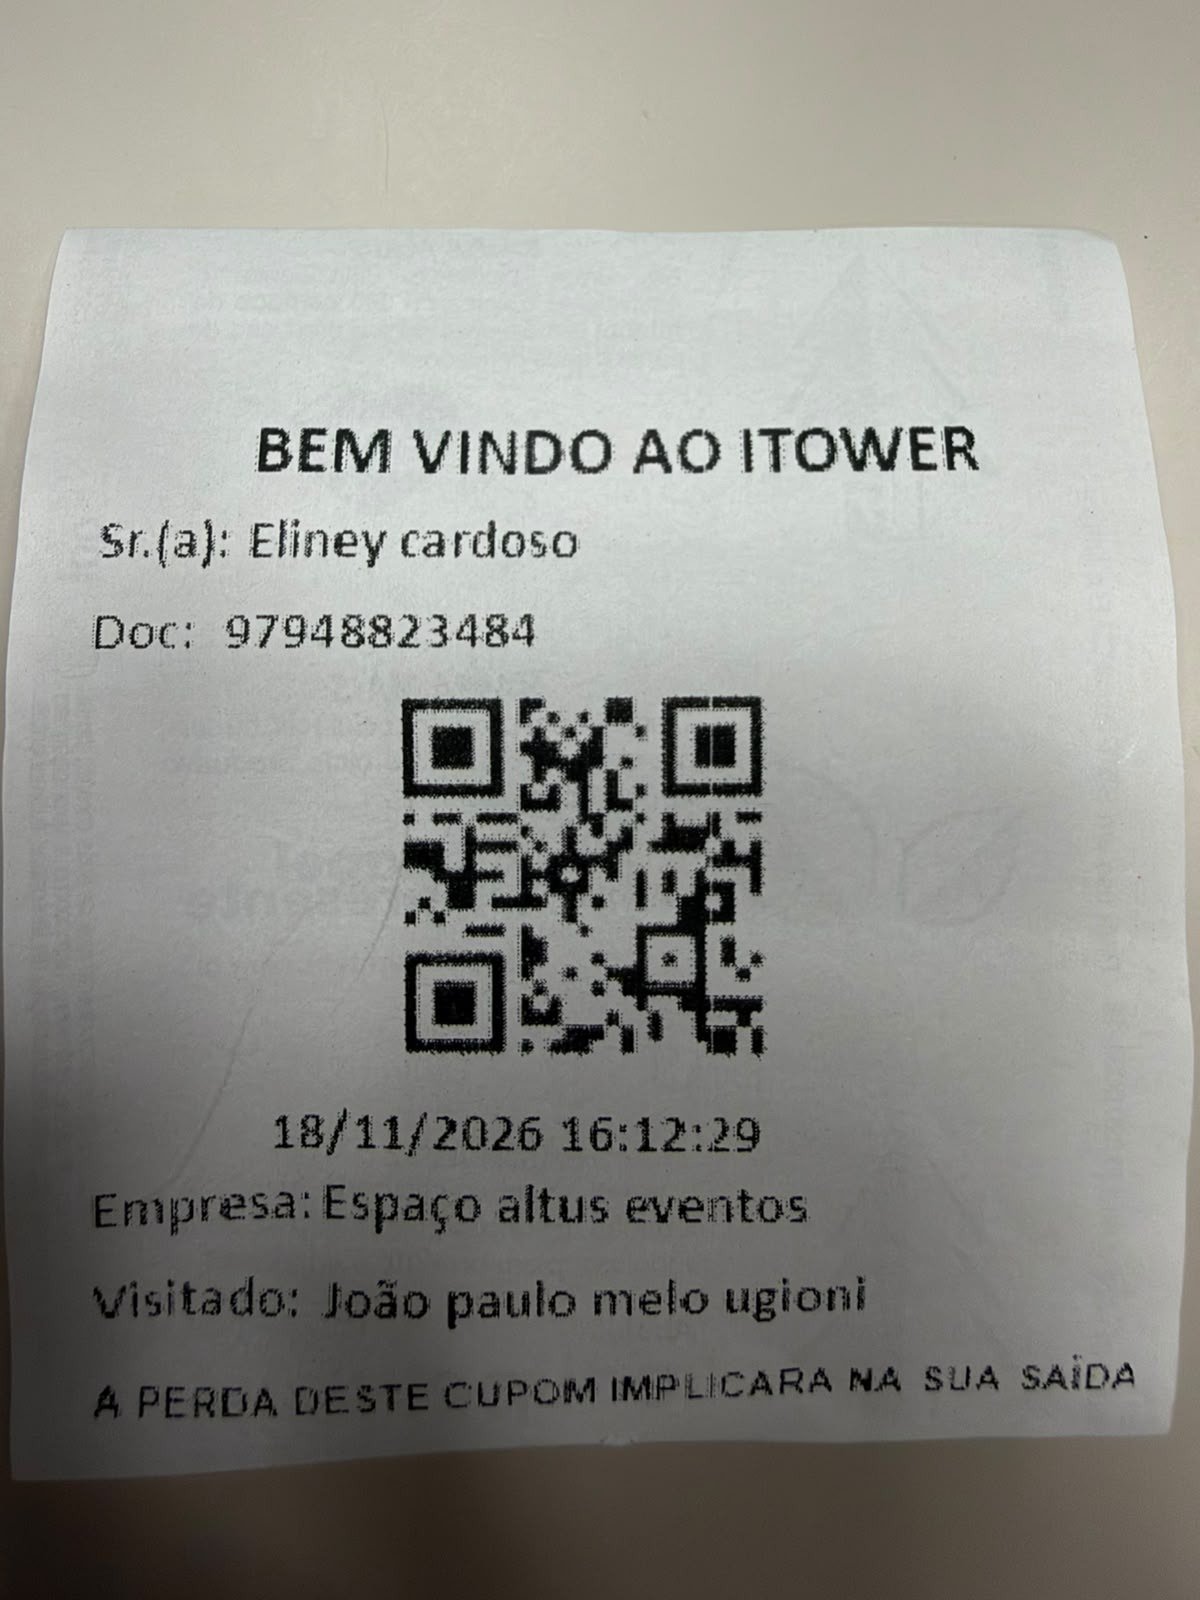 BEM VINDO AO ITOWER
Sr.(a): Eliney cardoso
Doc: 97948823484
18/11/2026 16:12:29
Empresa: Espaço altus eventos
Visitado: João paulo melo ugioni
A PERDA DESTE CUPOM IMPLICARA NA SUA SAÍDA